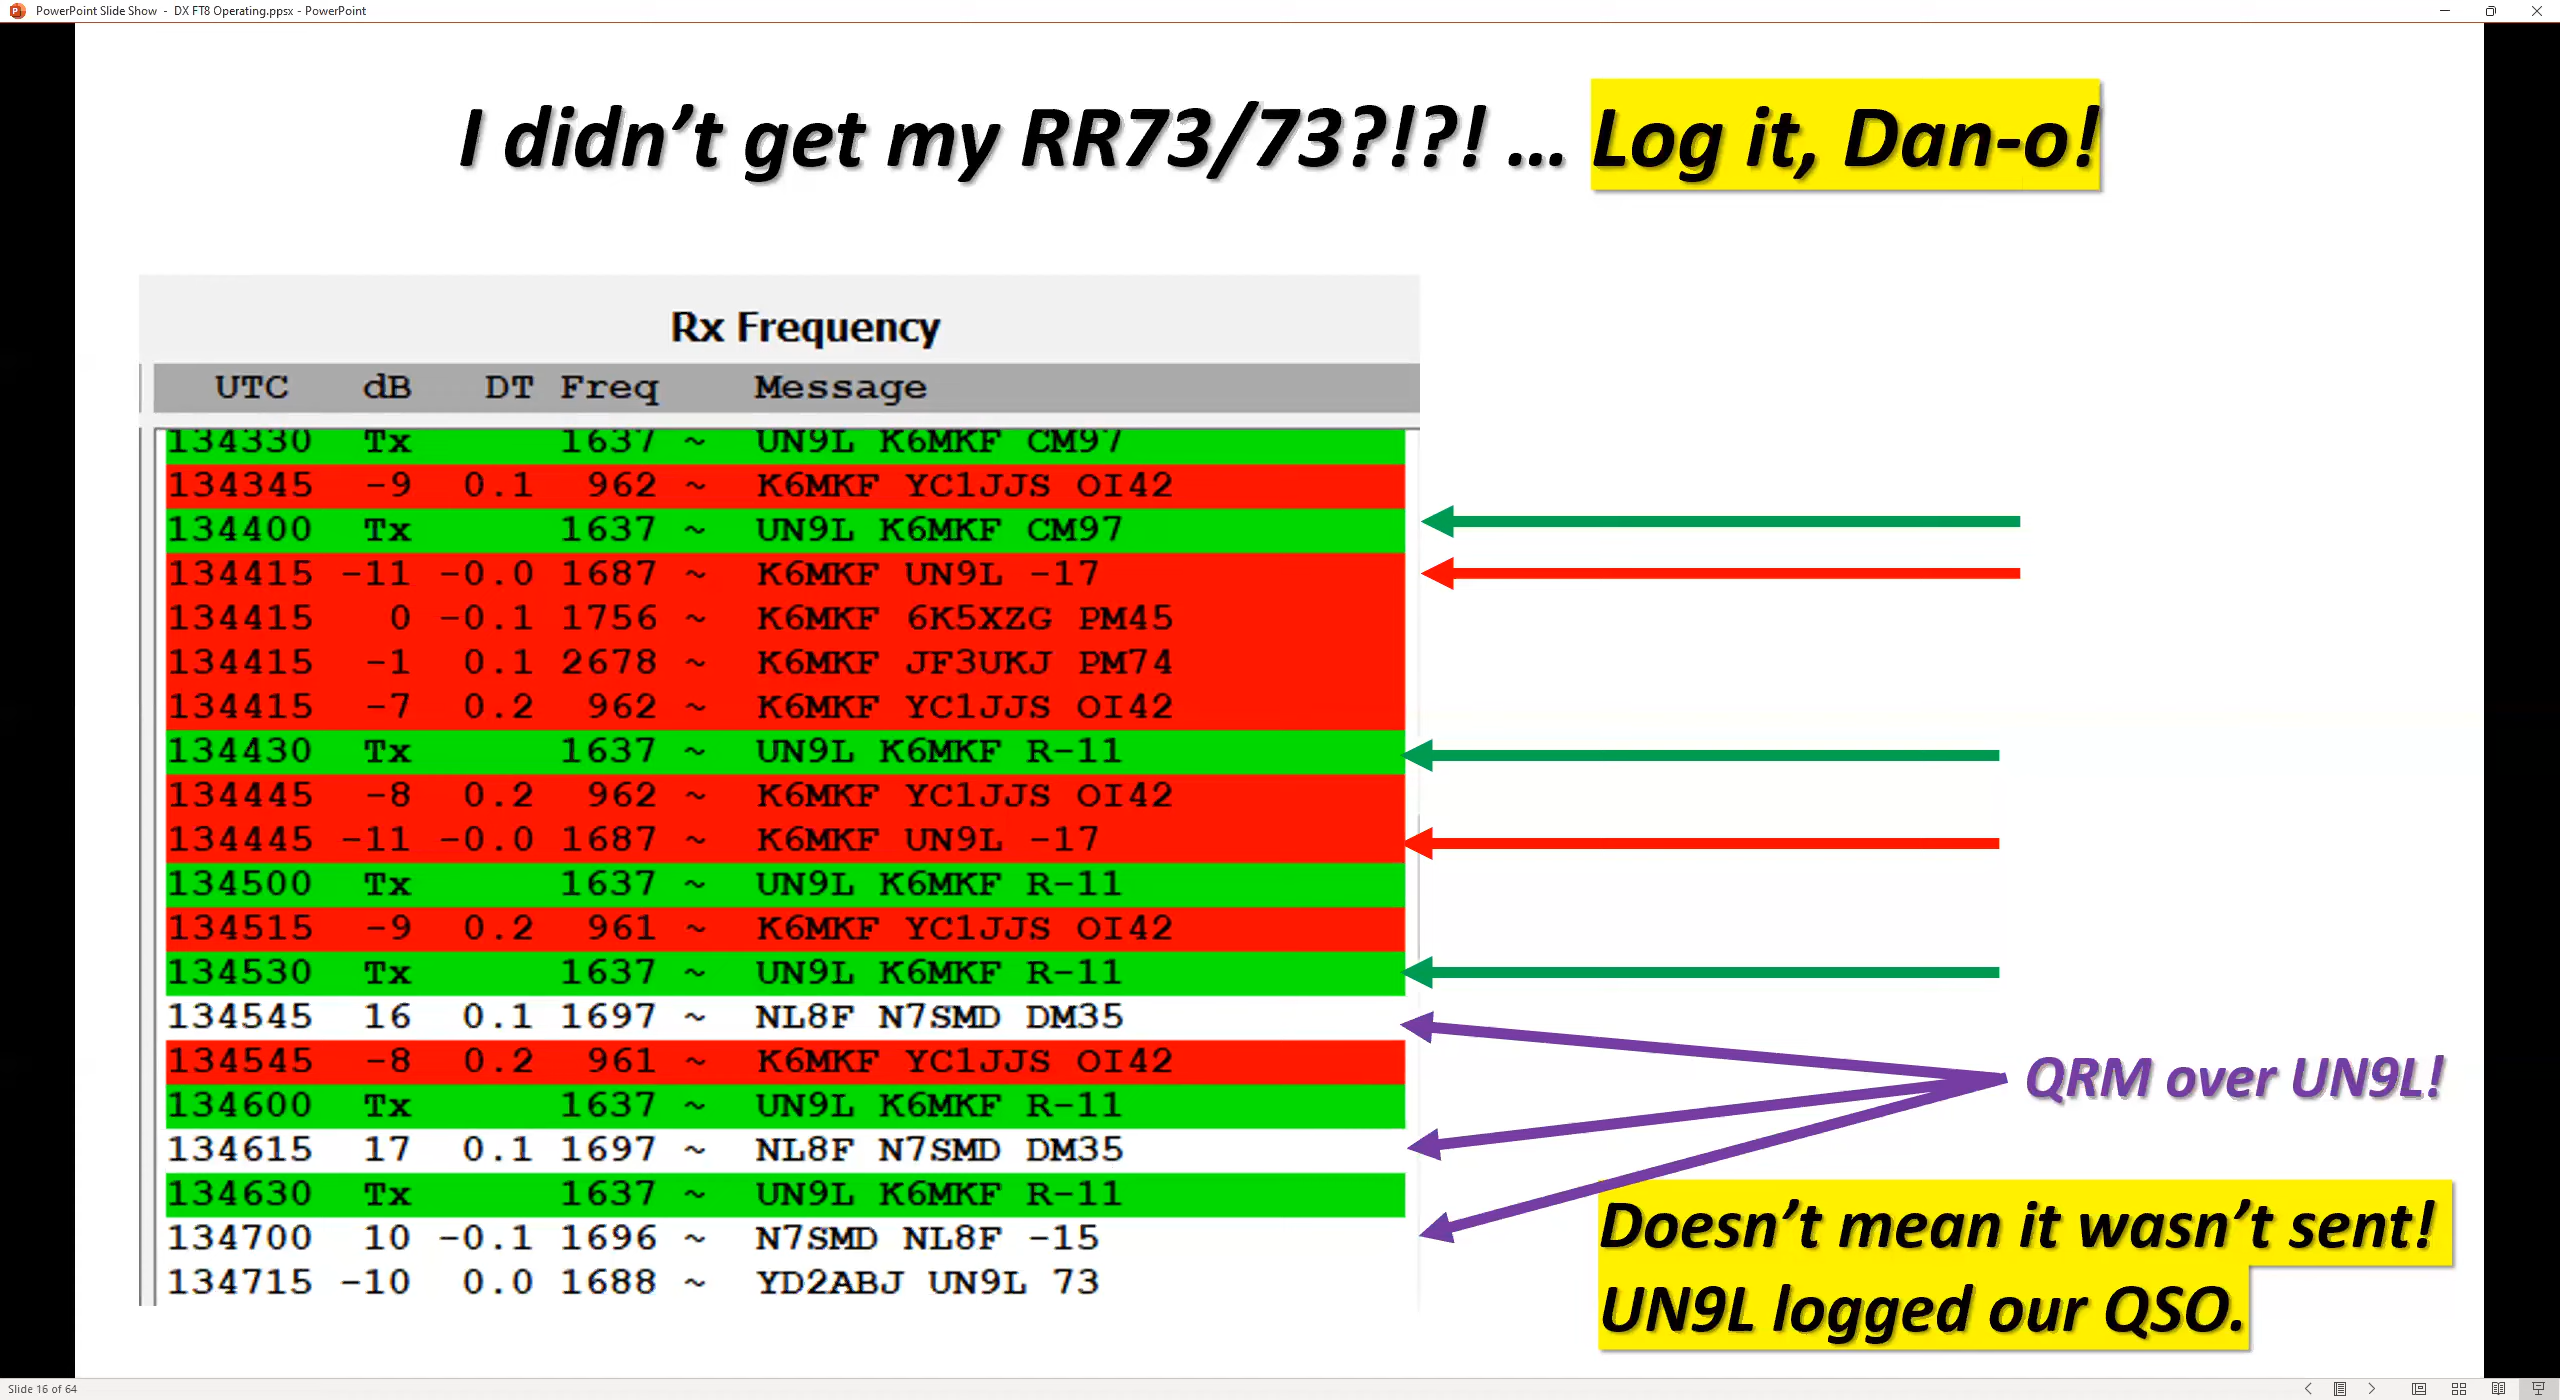 PowerPoint Slide Show - DX FT8 Operating.ppsx - PowerPoint
I didn’t get my RR73/73?!?! ... Log it, Dan-o!
Rx Frequency
UTC dB DT Freq Message
134330 Tx 1637 ~ UN9L K6MKF CM97
134345 -9 0.1 962 ~ K6MKF YC1JJS OI42
134400 Tx 1637 ~ UN9L K6MKF CM97
134415 -11 -0.0 1687 ~ K6MKF UN9L -17
134415 0 -0.1 1756 ~ K6MKF 6K5XZG PM45
134415 -1 0.1 2678 ~ K6MKF JF3UKJ PM74
134415 -7 0.2 962 ~ K6MKF YC1JJS OI42
134430 Tx 1637 ~ UN9L K6MKF R-11
134445 -8 0.2 962 ~ K6MKF YC1JJS OI42
134445 -11 -0.0 1687 ~ K6MKF UN9L -17
134500 Tx 1637 ~ UN9L K6MKF R-11
134515 -9 0.2 961 ~ K6MKF YC1JJS OI42
134530 Tx 1637 ~ UN9L K6MKF R-11
134545 16 0.1 1697 ~ NL8F N7SMD DM35
134545 -8 0.2 961 ~ K6MKF YC1JJS OI42
134600 Tx 1637 ~ UN9L K6MKF R-11
134615 17 0.1 1697 ~ NL8F N7SMD DM35
134630 Tx 1637 ~ UN9L K6MKF R-11
134700 10 -0.1 1696 ~ N7SMD NL8F -15
134715 -10 0.0 1688 ~ YD2ABJ UN9L 73
QRM over UN9L!
Doesn’t mean it wasn’t sent!
UN9L logged our QSO.
Slide 16 of 64